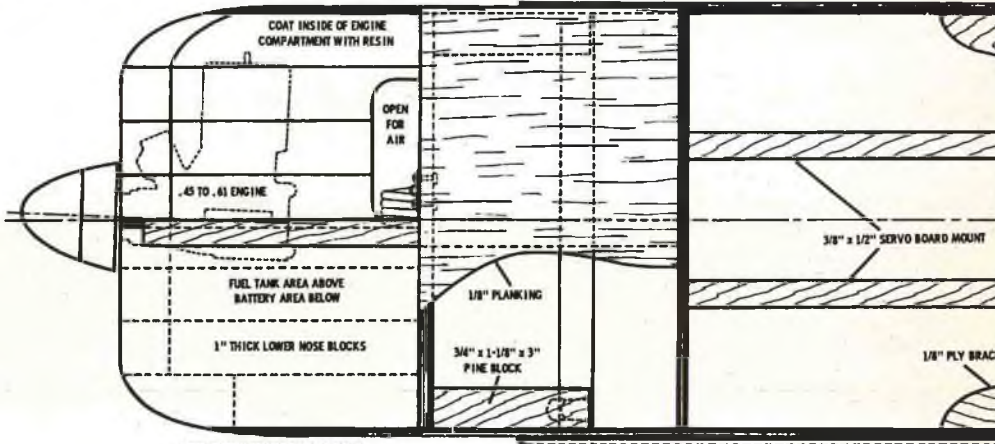 COAT INSIDE OF ENGINE
COMPARTMENT WITH RESIN
OPEN
FOR
AIR
.45 TO .61 ENGINE
3/8" x 1/2" SERVO BOARD MOUNT
FUEL TANK AREA ABOVE
BATTERY AREA BELOW
1/8" PLANKING
1" THICK LOWER NOSE BLOCKS
3/4" x 1-1/8" x 3"
PINE BLOCK
1/8" PLY BRAC